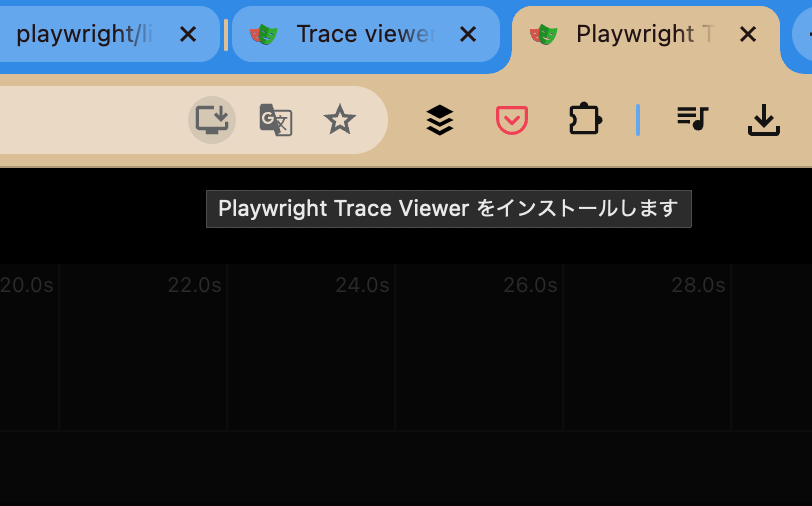 playwright/li
Trace viewer
Playwright T
Playwright Trace Viewer をインストールします
20.0s
22.0s
24.0s
26.0s
28.0s